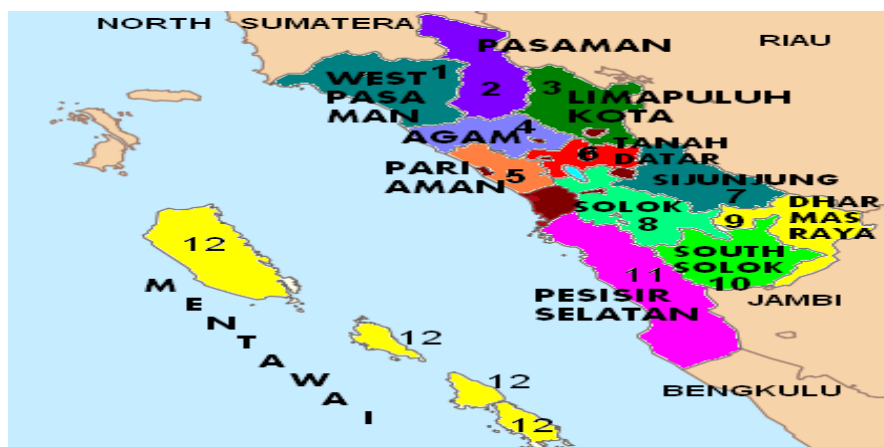 NORTH SUMATERA
RIAU
PASAMAN
1
WEST
PASA
MAN
2
3
LIMAPULUH
KOTA
4
AGAM
TANAH
DATAR
6
PARI
AMAN
5
SIJUNJUNG
7
DHAR
MAS
RAYA
9
SOLOK
8
SOUTH
SOLOK
10
11
PESISIR
SELATAN
JAMBI
BENGKULU
12
MENTAWAI
12
12
12